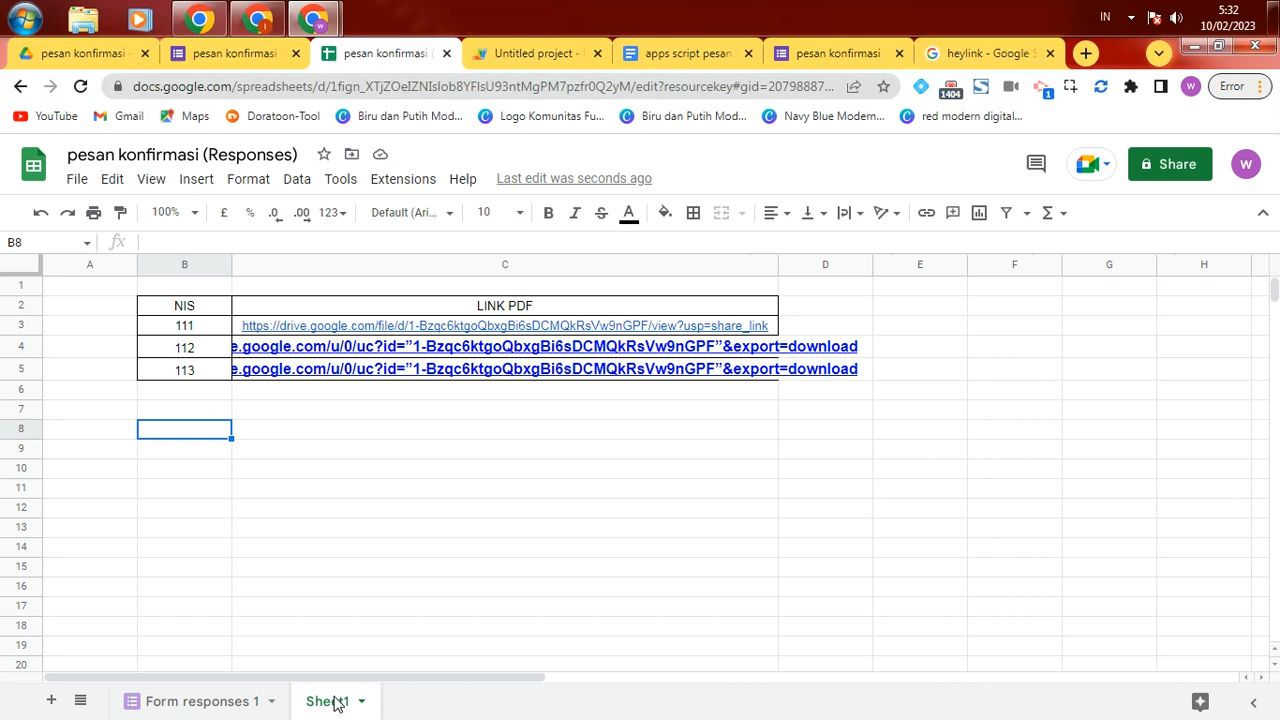 IN
5:32
10/02/2023
pesan konfirmasi -
pesan konfirmasi -
pesan konfirmasi (
Untitled project -
apps script pesan
pesan konfirmasi
heylink - Google S
docs.google.com/spreadsheets/d/1fign_XTjZOeIZNIslob8YFbHU93ntMgPM7pzfr0Q2yM/edit?resourcekey#gid=20798887...
1404
1
W
Error
YouTube
Gmail
Maps
Doratoon-Tool
Biru dan Putih Mod...
Logo Komunitas Fu...
Biru dan Putih Mod...
Navy Blue Modern...
red modern digital...
pesan konfirmasi (Responses)
Share
W
File Edit View Insert Format Data Tools Extensions Help Last edit was seconds ago
100% £ % .0 .00 123 Default (Ari... 10 B I S A
B8 fx
A B C D E F G H
1
2 NIS LINK PDF
3 111 https://drive.google.com/file/d/1-Bzqc6ktgoQbxgBi6sDCMQkRsVw9nGPF/view?usp=share_link
4 112 e.google.com/u/0/uc?id=”1-Bzqc6ktgoQbxgBi6sDCMQkRsVw9nGPF”&export=download
5 113 e.google.com/u/0/uc?id=”1-Bzqc6ktgoQbxgBi6sDCMQkRsVw9nGPF”&export=download
6
7
8
9
10
11
12
13
14
15
16
17
18
19
20
Form responses 1
Sheet1